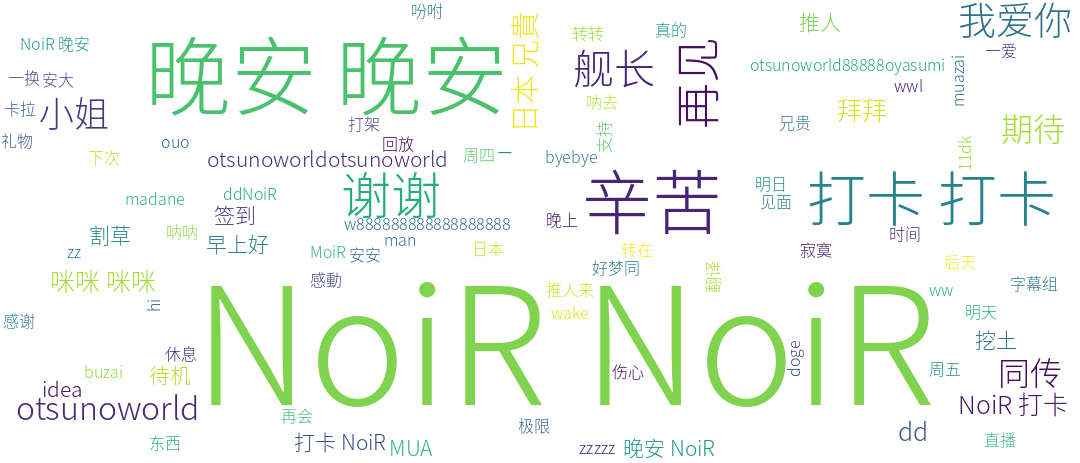 吩咐
我爱你
推人
转转
真的
NoiR 晚安
晚安 晚安
日本 兄貴
舰长
再见
一爱
otsunoworld88888oyasumi
一换
安大
wwl
muazai
卡拉
小姐
呐去
拜拜
期待
礼物
打架
兄贵
支持
ouo
回放
下次
otsunoworldotsunoworld
周四
一
byebye
11dk
谢谢
辛苦
打卡 打卡
明日
见面
madane
ddNoiR
签到
w888888888888888888
晚上
时间
割草
呐呐
早上好
man
zz
MoiR
安安
日本
转在
寂寞
后天
咪咪 咪咪
感動
好梦同
翻译
字幕组
NoiR NoiR
推人来
ww
hi
wake
明天
感谢
挖土
休息
doge
buzai
待机
伤心
周五
同传
idea
otsunoworld
再会
NoiR 打卡
极限
dd
东西
打卡 NoiR
MUA
zzzzz
晚安 NoiR
直播